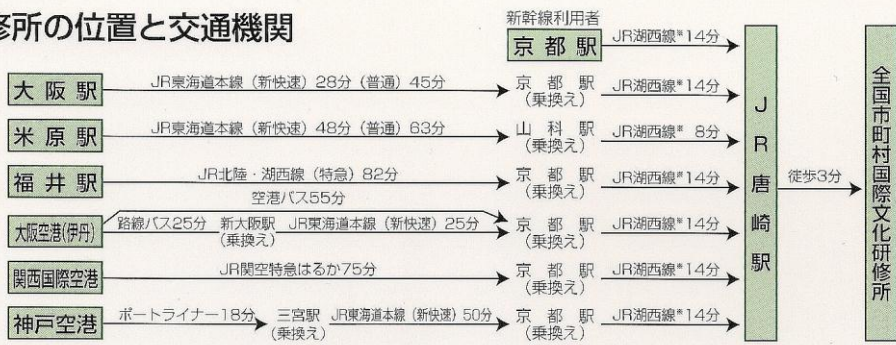 修所の位置と交通機関
新幹線利用者
京都駅 JR湖西線*14分
大阪駅 JR東海道本線（新快速）28分（普通）45分 京都駅（乗換え） JR湖西線*14分
米原駅 JR東海道本線（新快速）48分（普通）63分 山科駅（乗換え） JR湖西線* 8分
福井駅 JR北陸・湖西線（特急）82分 京都駅（乗換え） JR湖西線*14分
空港バス55分
大阪空港(伊丹) 路線バス25分 新大阪駅（乗換え） JR東海道本線（新快速）25分 京都駅（乗換え） JR湖西線*14分
関西国際空港 JR関空特急はるか75分 京都駅（乗換え） JR湖西線*14分
神戸空港 ポートライナー18分 三宮駅（乗換え） JR東海道本線（新快速）50分 京都駅（乗換え） JR湖西線*14分
JR唐崎駅
徒歩3分
全国市町村国際文化研修所